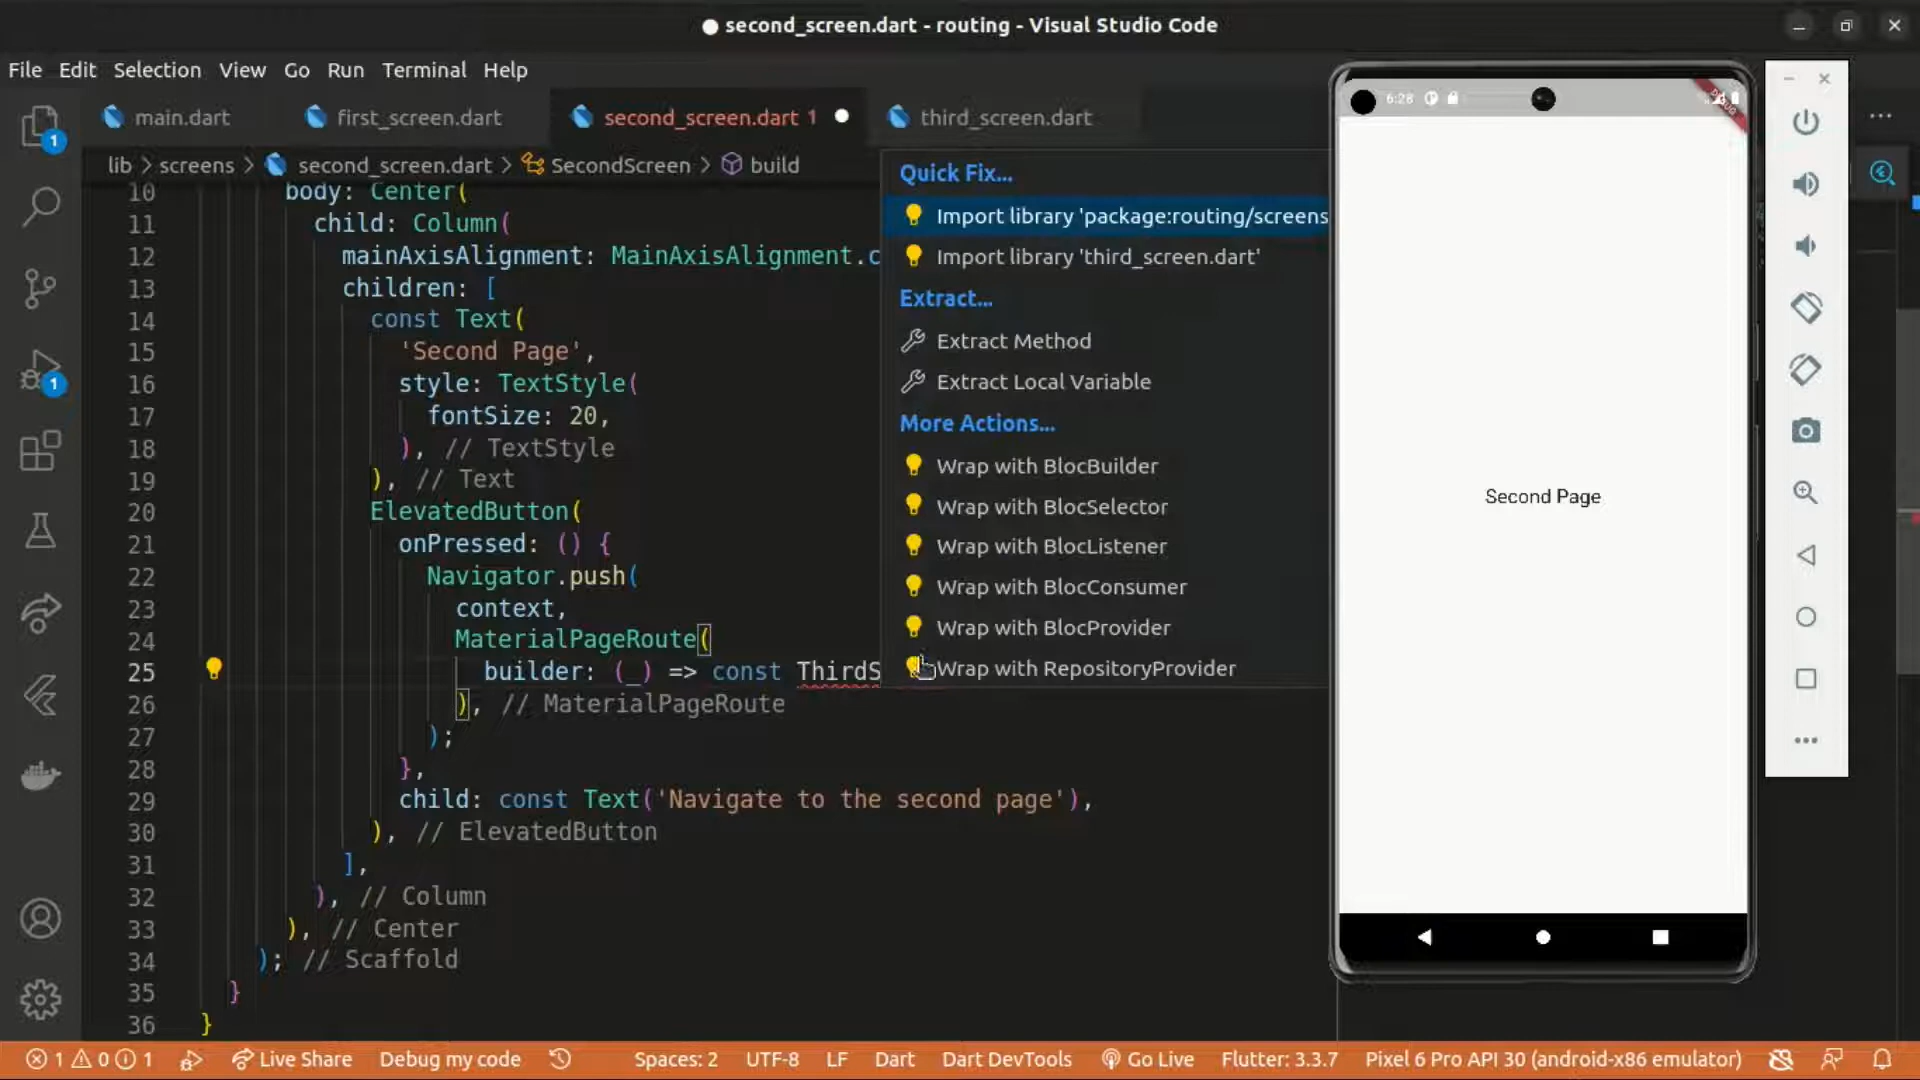 second_screen.dart - routing - Visual Studio Code
File Edit Selection View Go Run Terminal Help
main.dart
first_screen.dart
second_screen.dart 1
third_screen.dart
lib > screens > second_screen.dart > SecondScreen > build
10 body: Center(
11 child: Column(
12 mainAxisAlignment: MainAxisAlignment.c
13 children: [
14 const Text(
15 'Second Page',
16 style: TextStyle(
17 fontSize: 20,
18 ), // TextStyle
19 ), // Text
20 ElevatedButton(
21 onPressed: () {
22 Navigator.push(
23 context,
24 MaterialPageRoute(
25 builder: (_) => const ThirdS
26 ), // MaterialPageRoute
27 );
28 },
29 child: const Text('Navigate to the second page'),
30 ), // ElevatedButton
31 ],
32 ), // Column
33 ), // Center
34 ); // Scaffold
35 }
36 }
Quick Fix...
Import library 'package:routing/screens
Import library 'third_screen.dart'
Extract...
Extract Method
Extract Local Variable
More Actions...
Wrap with BlocBuilder
Wrap with BlocSelector
Wrap with BlocListener
Wrap with BlocConsumer
Wrap with BlocProvider
Wrap with RepositoryProvider
6:28
DEBUG
Second Page
1
1
1 0 1 Live Share Debug my code Spaces: 2 UTF-8 LF Dart Dart DevTools Go Live Flutter: 3.3.7 Pixel 6 Pro API 30 (android-x86 emulator)